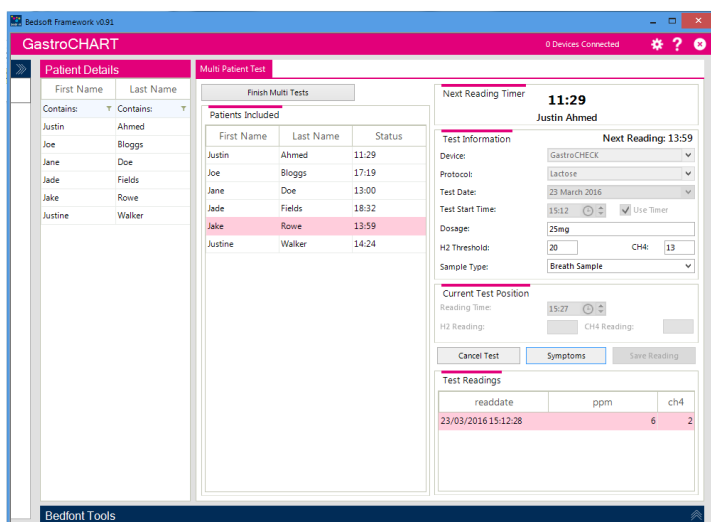 Bedsoft Framework v0.91
GastroCHART
0 Devices Connected
Patient Details
First Name Last Name
Contains: Contains:
Justin Ahmed
Joe Bloggs
Jane Doe
Jade Fields
Jake Rowe
Justine Walker
Multi Patient Test
Finish Multi Tests
Patients Included
First Name Last Name Status
Justin Ahmed 11:29
Joe Bloggs 17:19
Jane Doe 13:00
Jade Fields 18:32
Jake Rowe 13:59
Justine Walker 14:24
Next Reading Timer
11:29
Justin Ahmed
Test Information Next Reading: 13:59
Device: GastroCHECK
Protocol: Lactose
Test Date: 23 March 2016
Test Start Time: 15:12 Use Timer
Dosage: 25mg
H2 Threshold: 20 CH4: 13
Sample Type: Breath Sample
Current Test Position
Reading Time: 15:27
H2 Reading: CH4 Reading:
Cancel Test Symptoms Save Reading
Test Readings
readdate ppm ch4
23/03/2016 15:12:28 6 2
Bedfont Tools